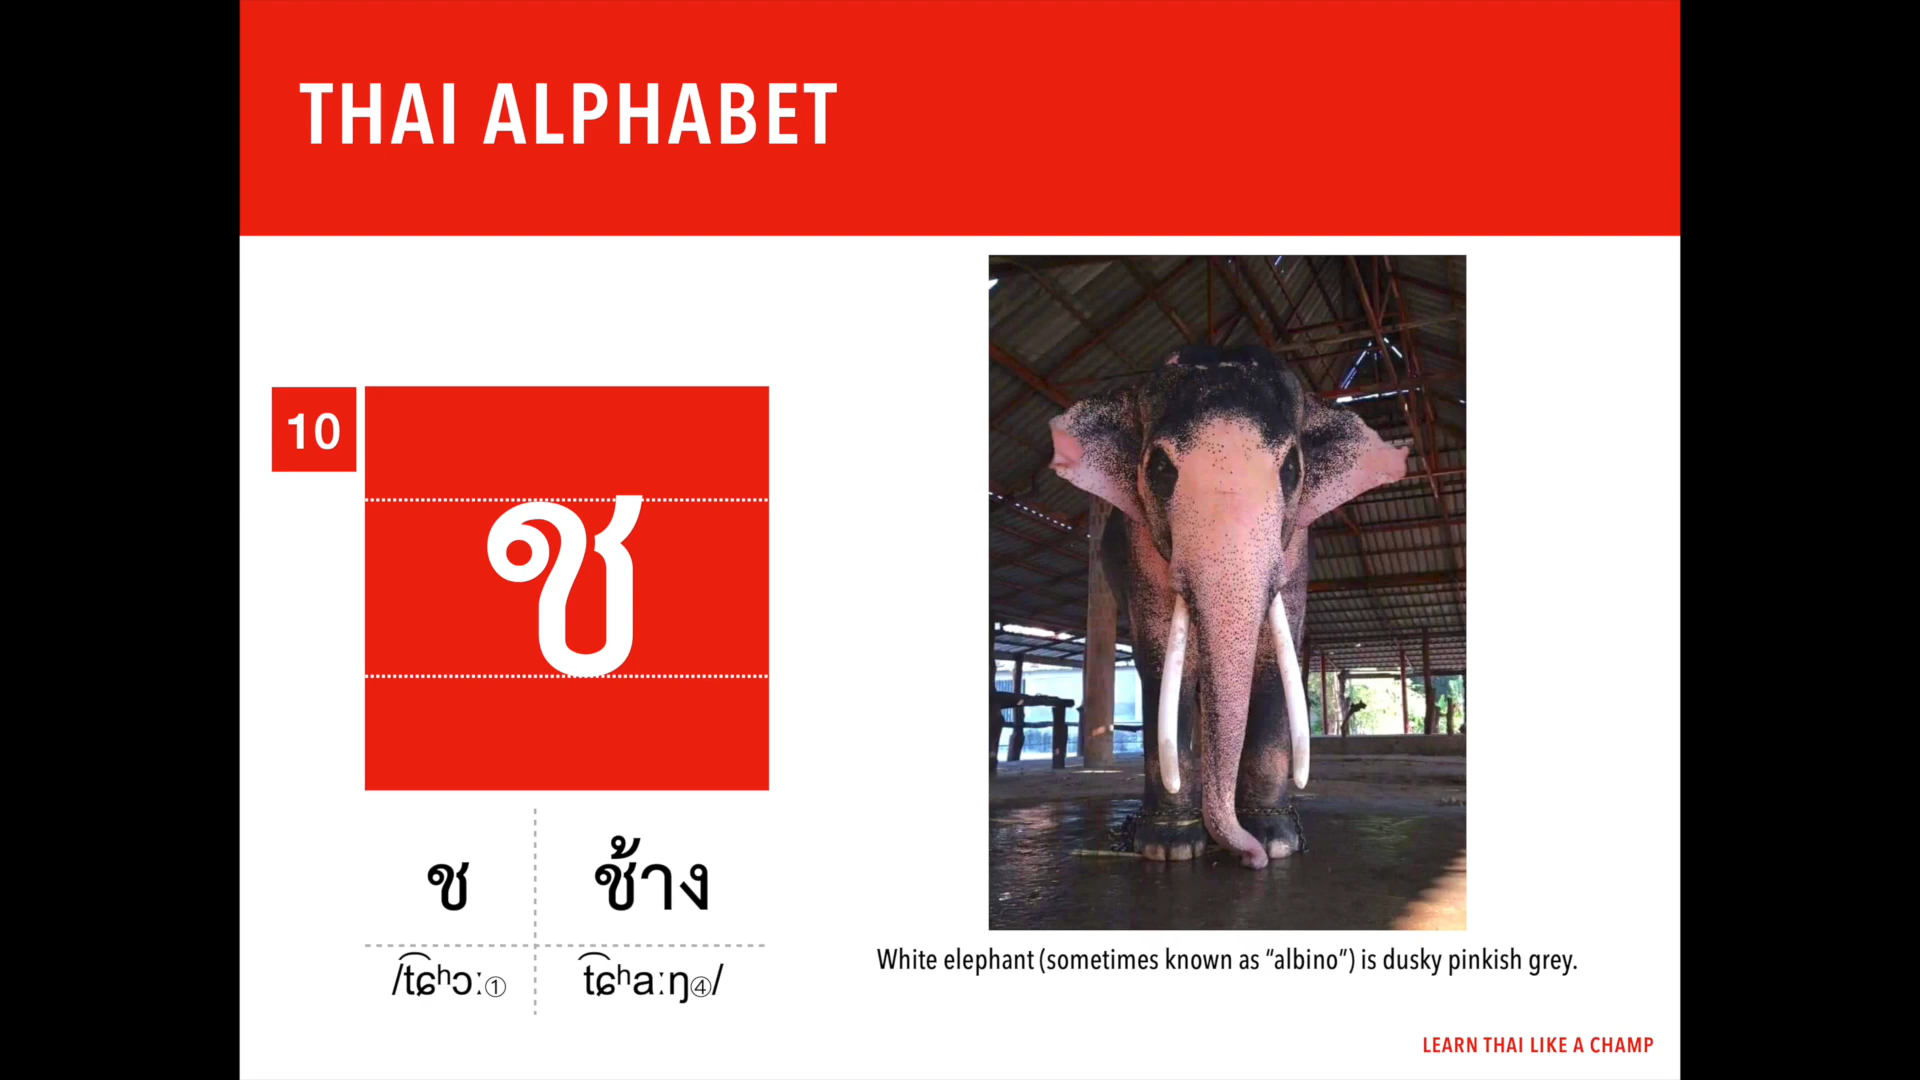 THAI ALPHABET
10
ช
ช ช้าง
/t͡ɕʰɔː① t͡ɕʰaːŋ④/
White elephant (sometimes known as “albino”) is dusky pinkish grey.
LEARN THAI LIKE A CHAMP